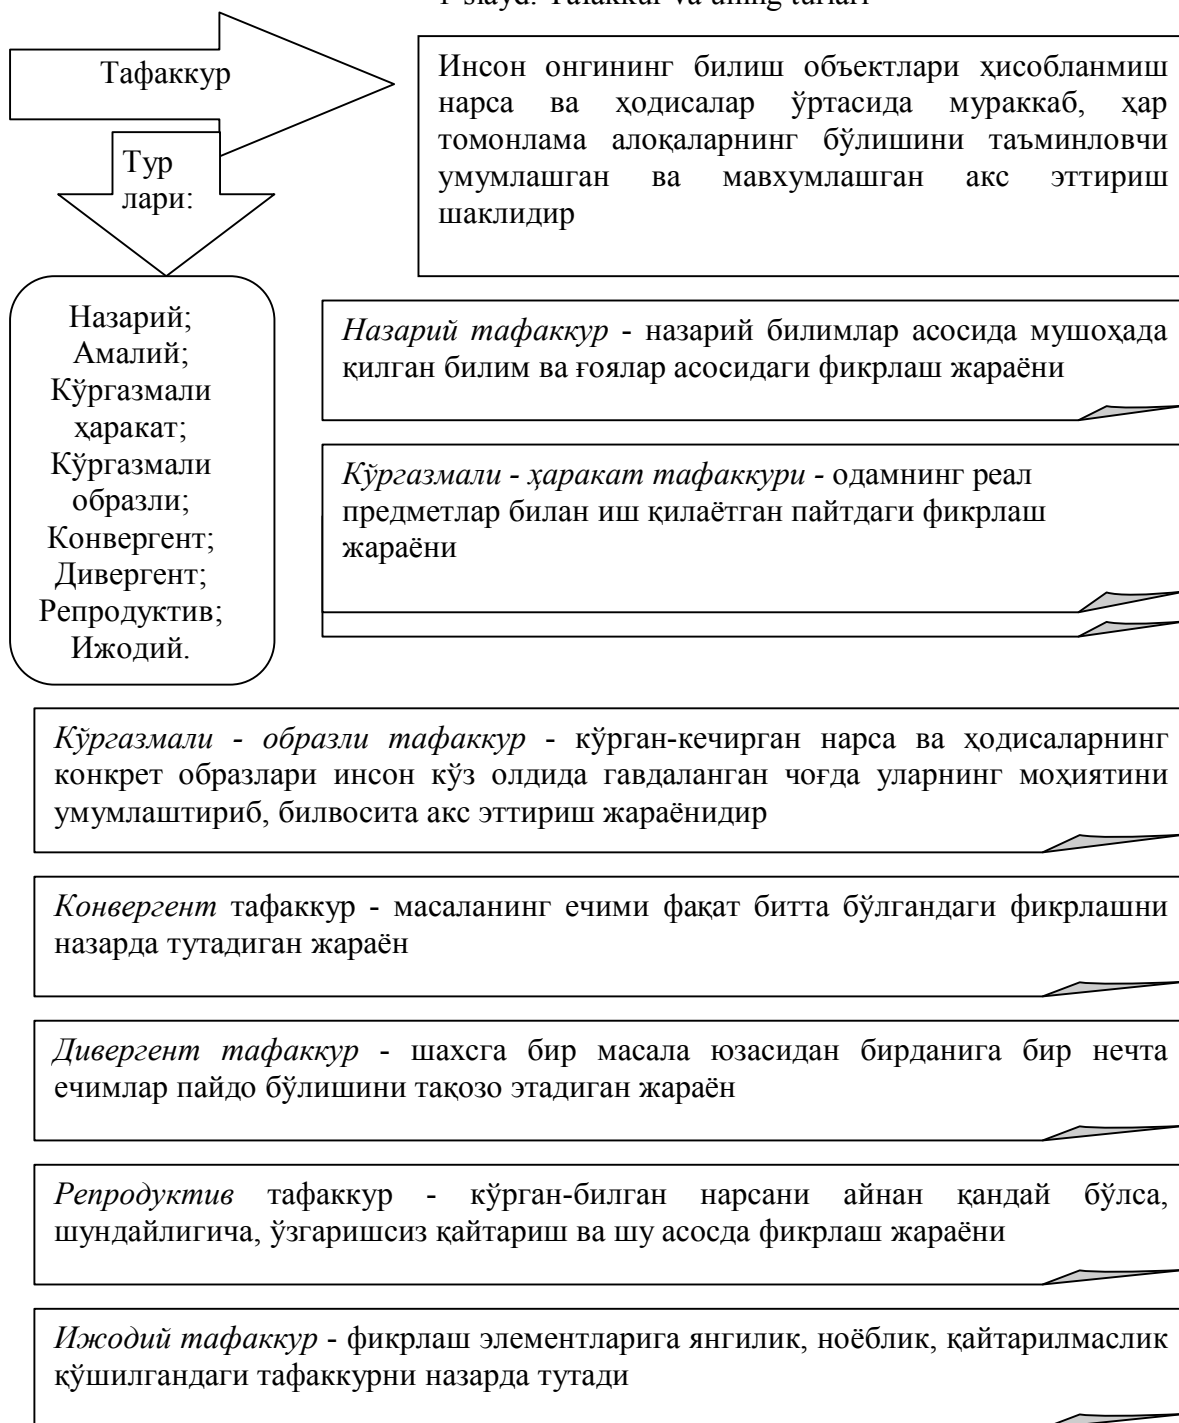 1-slayd. Tafakkur va uning turlari
Тафаккур
Инсон онгининг билиш объектлари ҳисобланмиш
нарса ва ҳодисалар ўртасида мураккаб, ҳар
томонлама алоқаларнинг бўлишини таъминловчи
умумлашган ва мавхумлашган акс эттириш
шаклидир
Тур
лари:
Назарий;
Амалий;
Кўргазмали
ҳаракат;
Кўргазмали
образли;
Конвергент;
Дивергент;
Репродуктив;
Ижодий.
Назарий тафаккур - назарий билимлар асосида мушоҳада
қилган билим ва ғоялар асосидаги фикрлаш жараёни
Кўргазмали - ҳаракат тафаккури - одамнинг реал
предметлар билан иш қилаётган пайтдаги фикрлаш
жараёни
Кўргазмали - образли тафаккур - кўрган-кечирган нарса ва ҳодисаларнинг
конкрет образлари инсон кўз олдида гавдаланган чоғда уларнинг моҳиятини
умумлаштириб, билвосита акс эттириш жараёнидир
Конвергент тафаккур - масаланинг ечими фақат битта бўлгандаги фикрлашни
назарда тутадиган жараён
Дивергент тафаккур - шахсга бир масала юзасидан бирданига бир нечта
ечимлар пайдо бўлишини тақозо этадиган жараён
Репродуктив тафаккур - кўрган-билган нарсани айнан қандай бўлса,
шундайлигича, ўзгаришсиз қайтариш ва шу асосда фикрлаш жараёни
Ижодий тафаккур - фикрлаш элементларига янгилик, ноёблик, қайтарилмаслик
қўшилгандаги тафаккурни назарда тутади